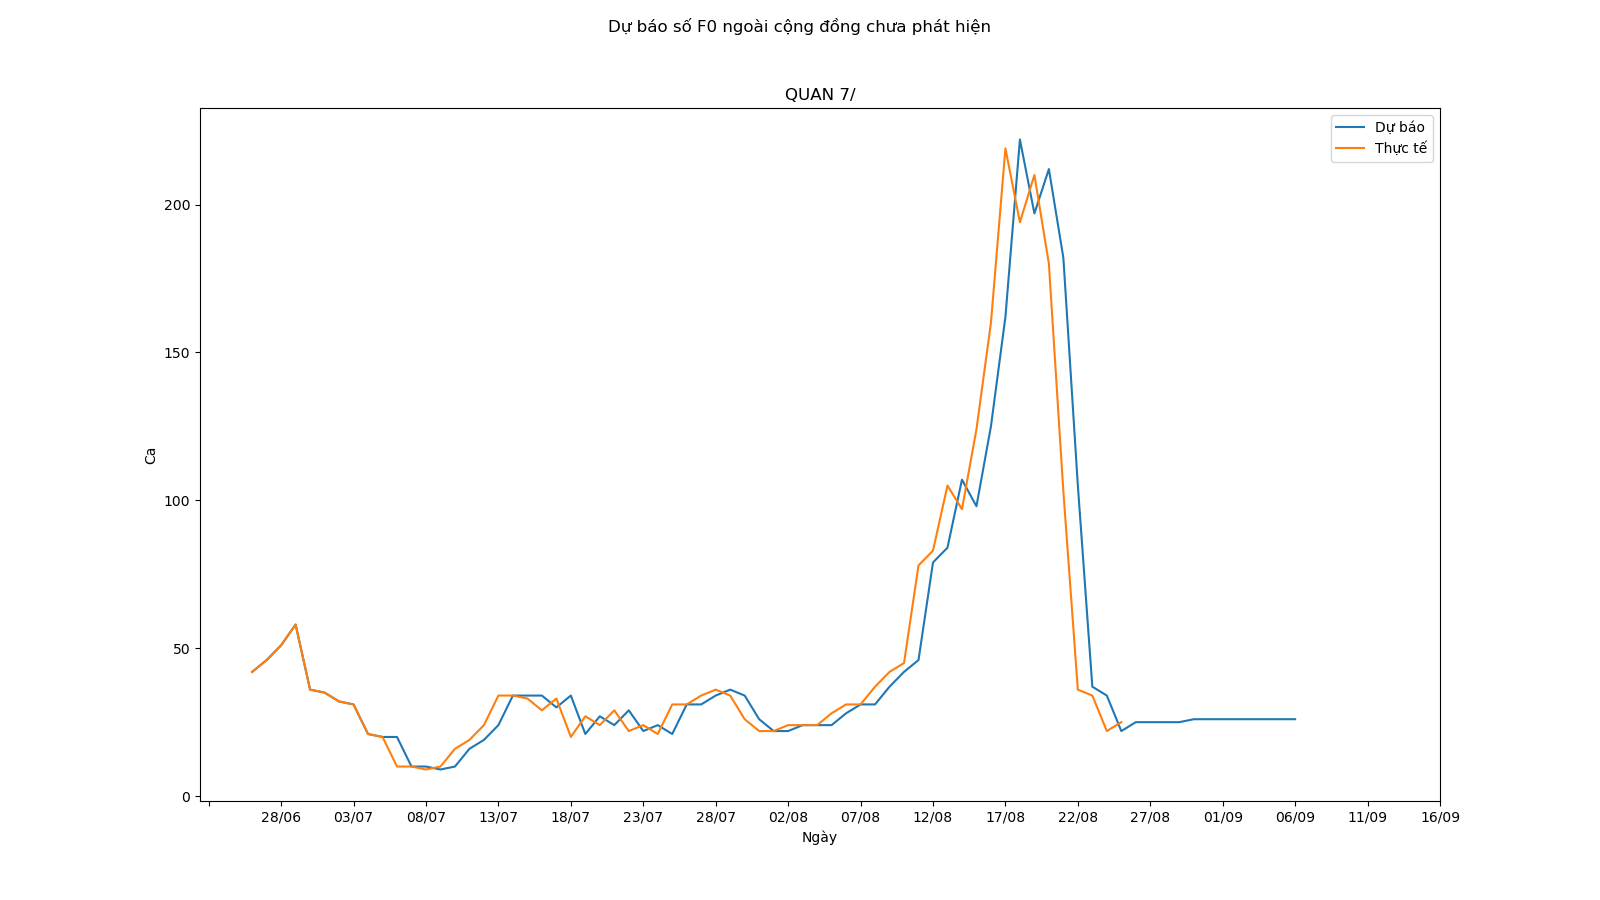 Dự báo số F0 ngoài cộng đồng chưa phát hiện
QUAN 7/
Dự báo
Thực tế
200
150
100
50
0
Ca
28/06 03/07 08/07 13/07 18/07 23/07 28/07 02/08 07/08 12/08 17/08 22/08 27/08 01/09 06/09 11/09 16/09
Ngày